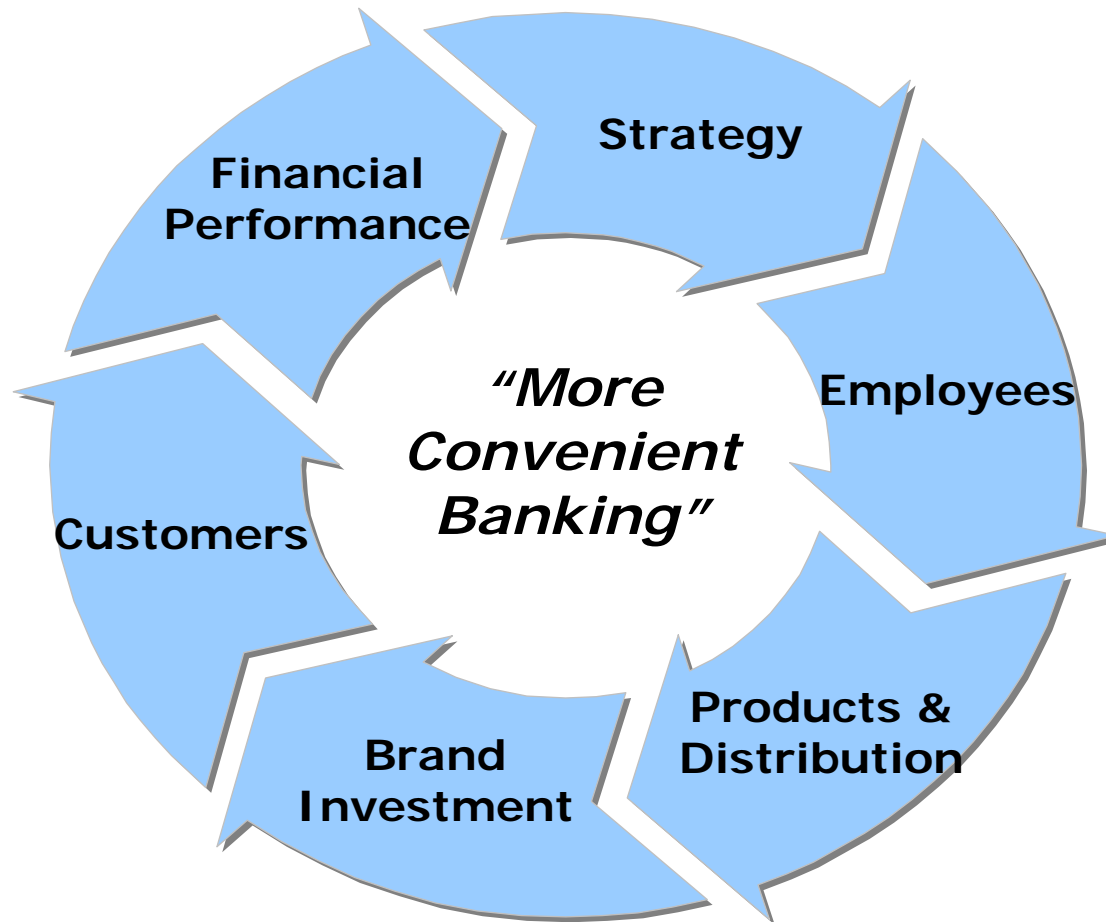 Strategy
Financial
Performance
Employees
“More
Convenient
Banking”
Customers
Products &
Distribution
Brand
Investment